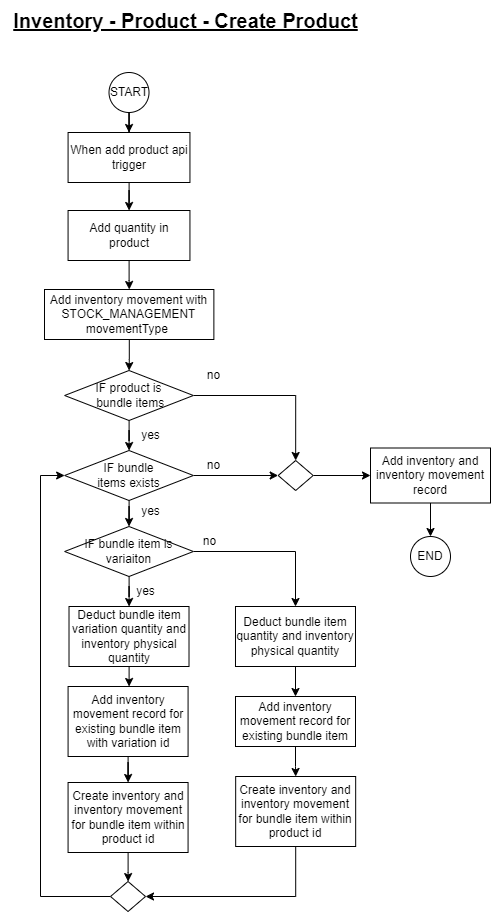 Inventory - Product - Create Product
START
When add product api
trigger
Add quantity in
product
Add inventory movement with
STOCK_MANAGEMENT
movementType
IF product is
bundle items
no
yes
IF bundle
items exists
no
Add inventory and
inventory movement
record
yes
END
IF bundle item is
variaiton
no
yes
Deduct bundle item
variation quantity and
inventory physical
quantity
Deduct bundle item
quantity and inventory
physical quantity
Add inventory
movement record for
existing bundle item
with variation id
Add inventory
movement record for
existing bundle item
Create inventory and
inventory movement
for bundle item within
product id
Create inventory and
inventory movement
for bundle item within
product id